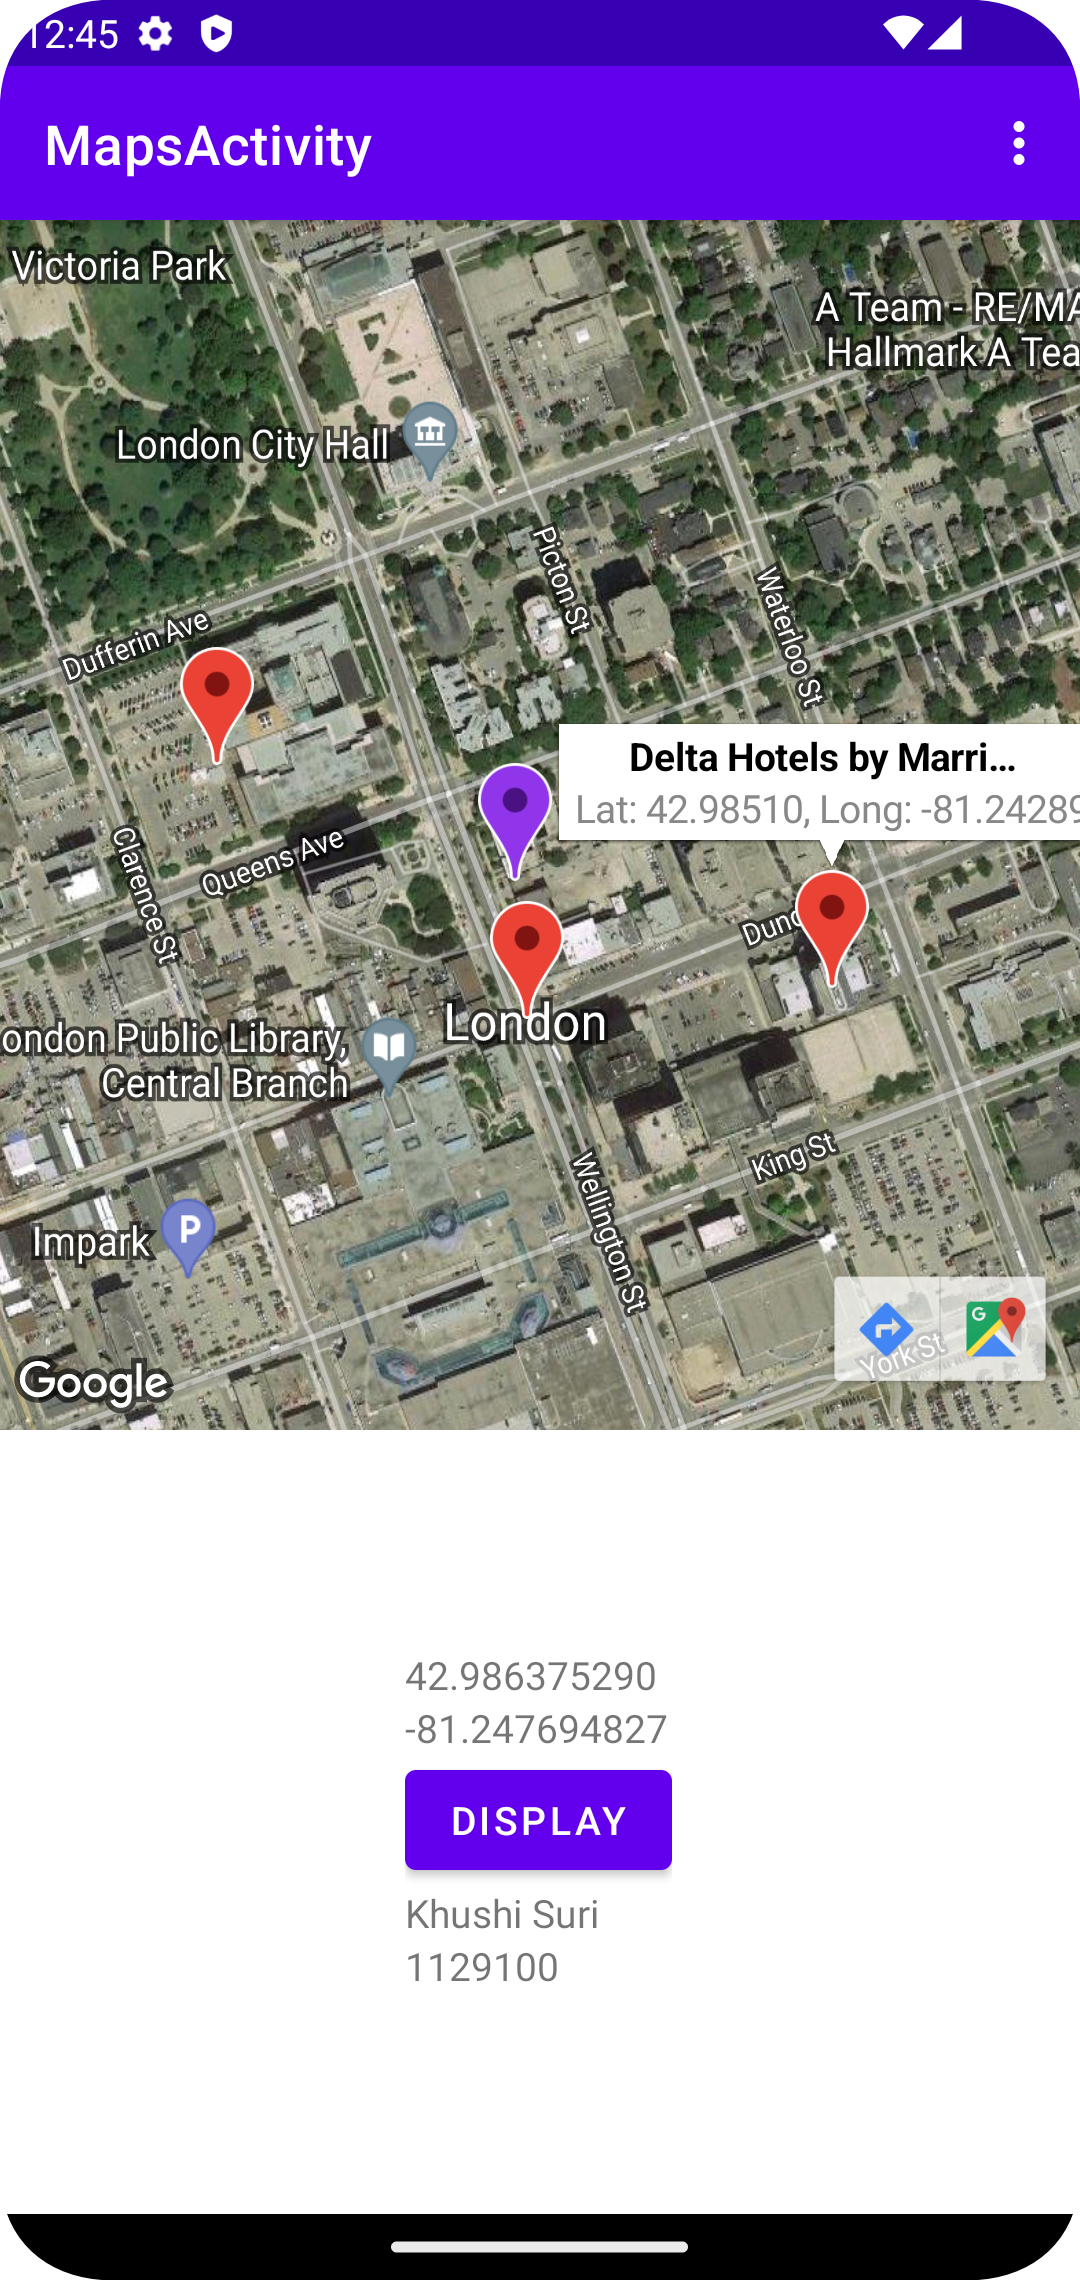 12:45
MapsActivity
Victoria Park
A Team - RE/MA
Hallmark A Tea
London City Hall
Picton St
Waterloo St
Dufferin Ave
Delta Hotels by Marri...
Lat: 42.98510, Long: -81.24289
Queens Ave
Clarence St
Dund
London
ondon Public Library,
Central Branch
King St
Wellington St
P
Impark
G
York St
Google
42.986375290
-81.247694827
DISPLAY
Khushi Suri
1129100